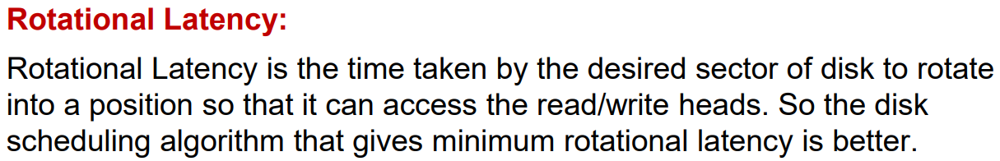 Rotational Latency:
Rotational Latency is the time taken by the desired sector of disk to rotate
into a position so that it can access the read/write heads. So the disk
scheduling algorithm that gives minimum rotational latency is better.